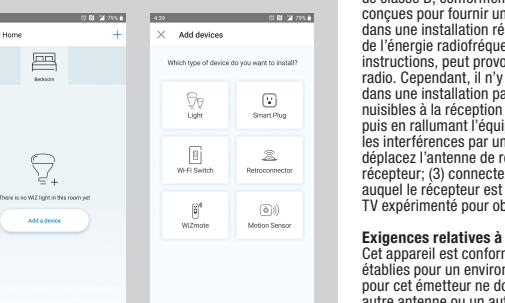 Home
+
Bedroom
There is no WiZ light in this room yet
Add a device
4:39
79%
Add devices
Which type of device do you want to install?
Light
Smart Plug
Wi-Fi Switch
Retroconnector
WiZmote
Motion Sensor
conçues pour fournir un
dans une installation ré
de l'énergie radiofréque
instructions, peut provo
radio. Cependant, il n'y
dans une installation pa
nuisibles à la réception
puis en rallumant l'équi
les interférences par un
déplacez l'antenne de r
récepteur; (3) connecte
auquel le récepteur est
TV expérimenté pour ob
Exigences relatives à
Cet appareil est conform
établies pour un environ
pour cet émetteur ne do
autre antenne ou un aut